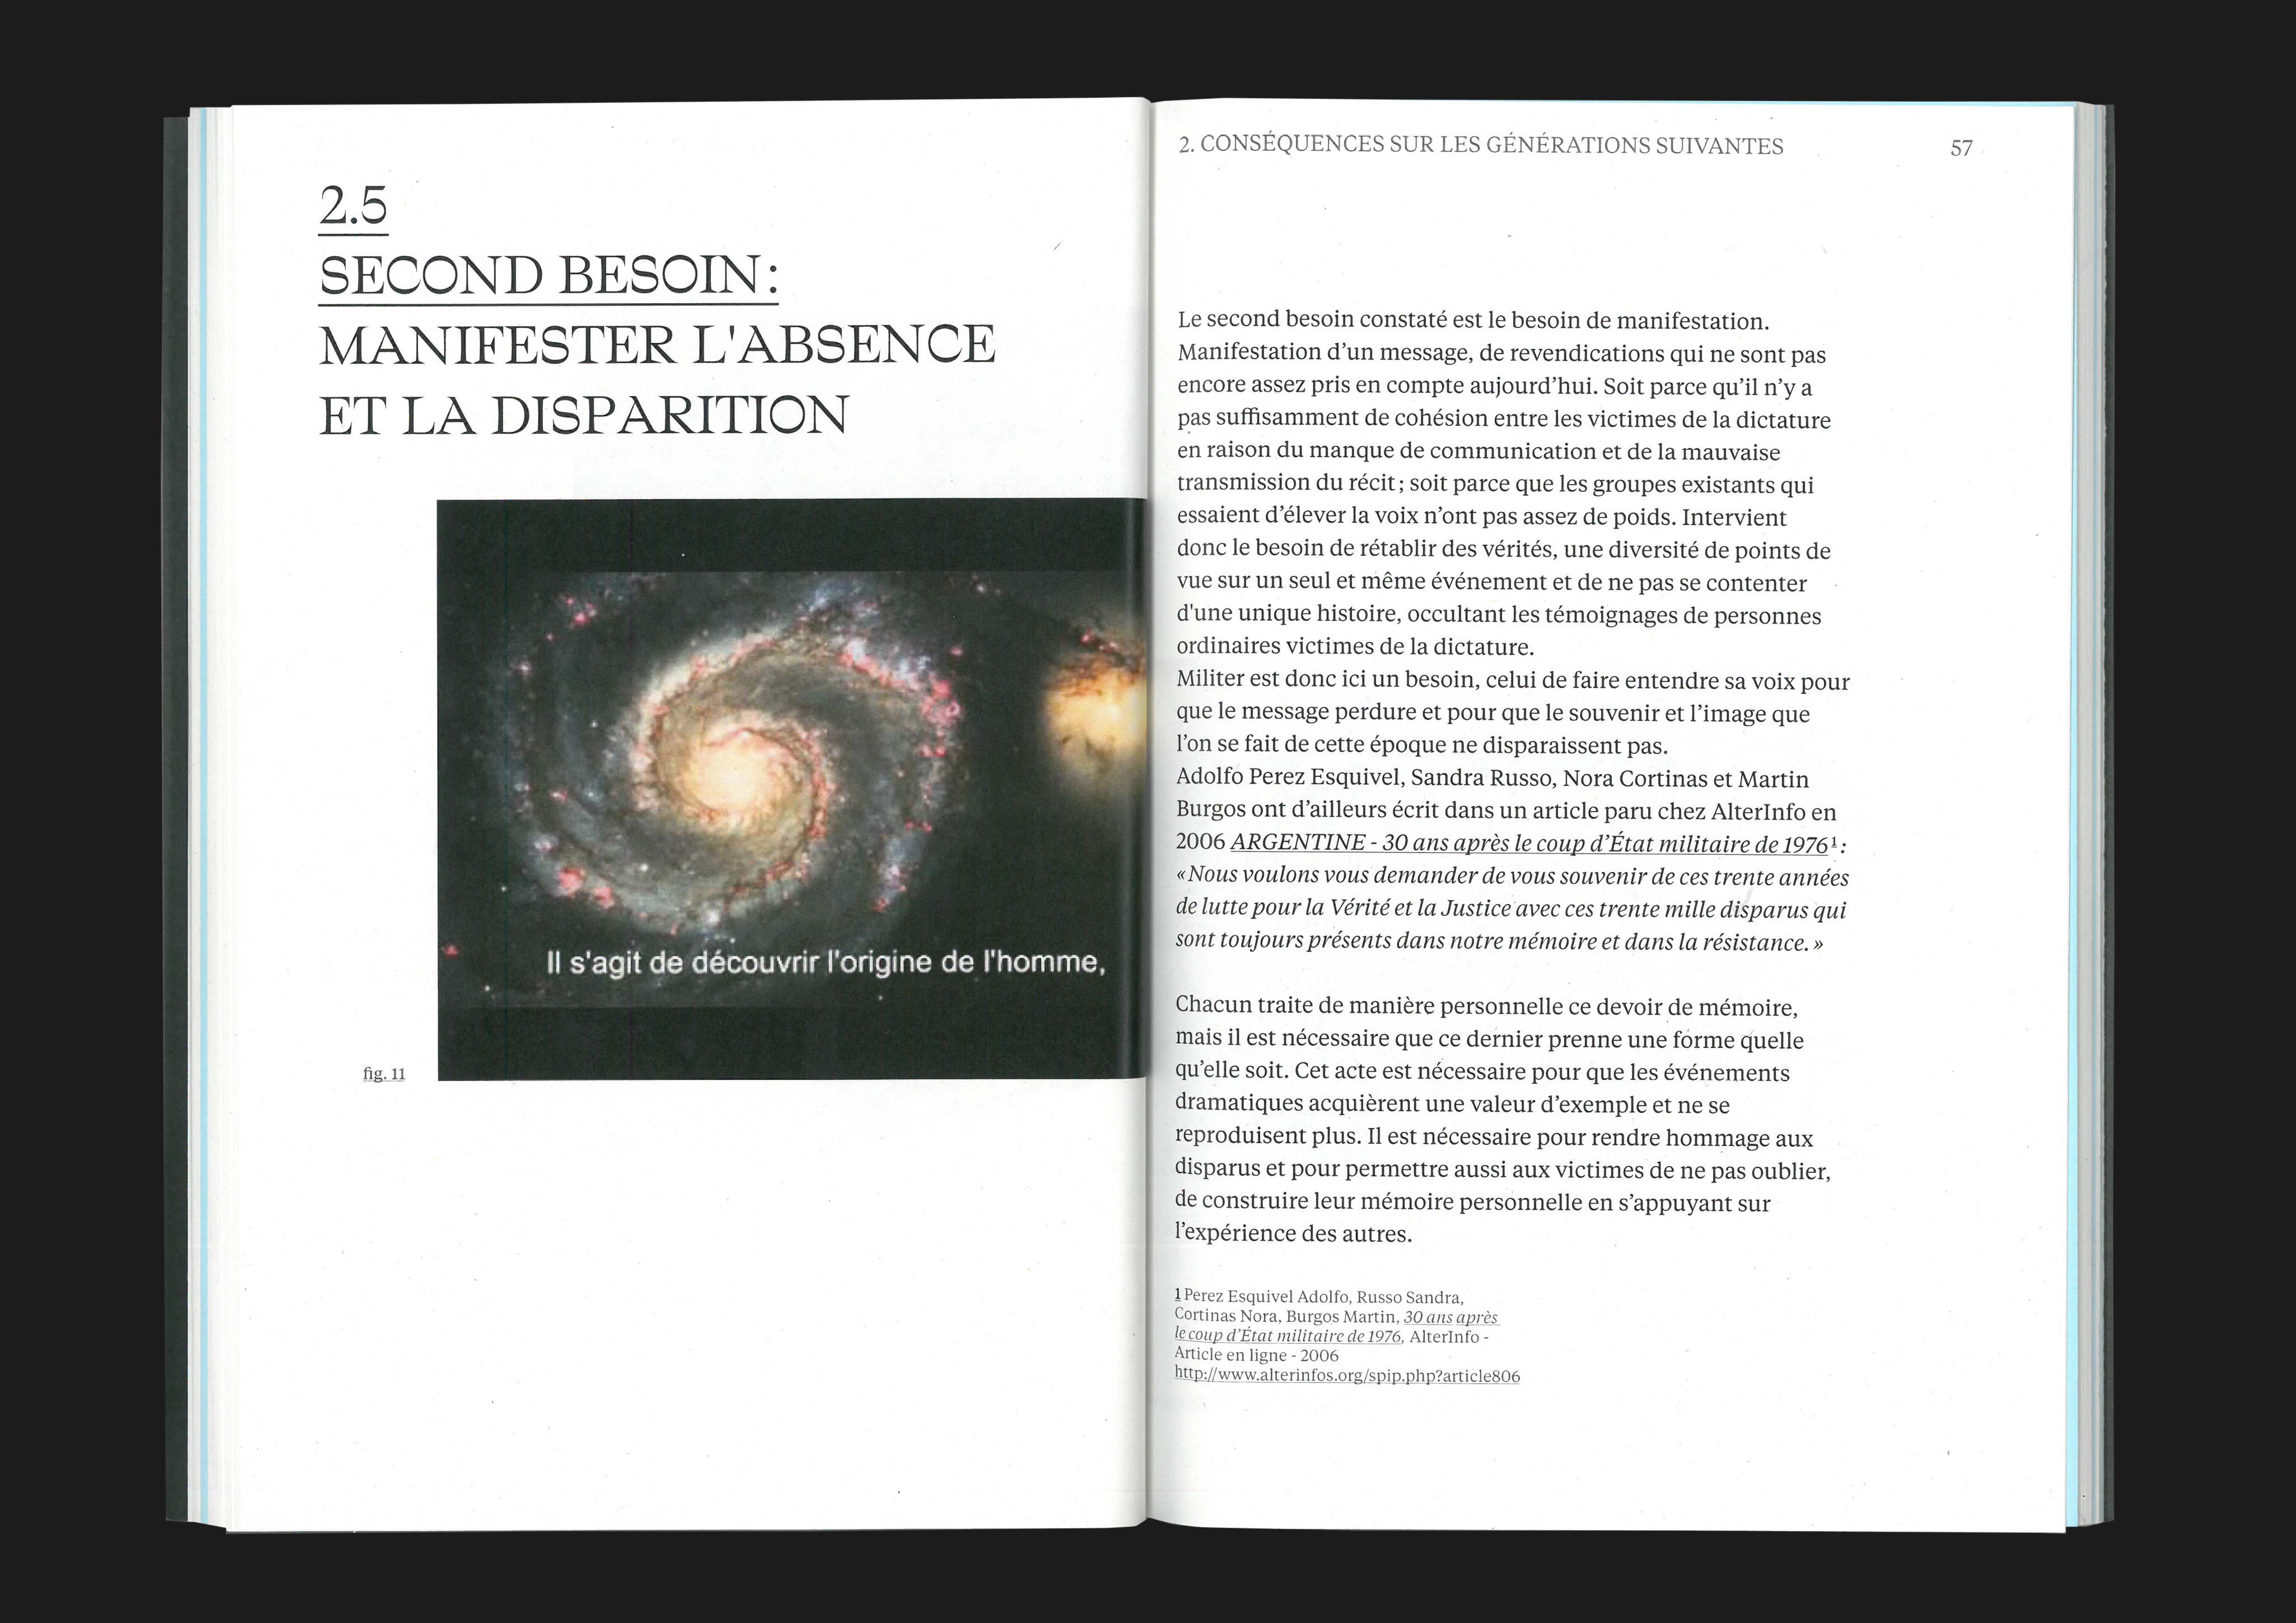 2.5
SECOND BESOIN:
MANIFESTER L'ABSENCE
ET LA DISPARITION
Il s'agit de découvrir l'origine de l'homme,
fig. 11
2. CONSÉQUENCES SUR LES GÉNÉRATIONS SUIVANTES 57
Le second besoin constaté est le besoin de manifestation.
Manifestation d’un message, de revendications qui ne sont pas
encore assez pris en compte aujourd’hui. Soit parce qu’il n’y a
pas suffisamment de cohésion entre les victimes de la dictature
en raison du manque de communication et de la mauvaise
transmission du récit ; soit parce que les groupes existants qui
essaient d’élever la voix n’ont pas assez de poids. Intervient
donc le besoin de rétablir des vérités, une diversité de points de
vue sur un seul et même événement et de ne pas se contenter
d'une unique histoire, occultant les témoignages de personnes
ordinaires victimes de la dictature.
Militer est donc ici un besoin, celui de faire entendre sa voix pour
que le message perdure et pour que le souvenir et l’image que
l’on se fait de cette époque ne disparaissent pas.
Adolfo Perez Esquivel, Sandra Russo, Nora Cortinas et Martin
Burgos ont d’ailleurs écrit dans un article paru chez AlterInfo en
2006 ARGENTINE - 30 ans après le coup d’État militaire de 1976¹ :
« Nous voulons vous demander de vous souvenir de ces trente années
de lutte pour la Vérité et la Justice avec ces trente mille disparus qui
sont toujours présents dans notre mémoire et dans la résistance. »
Chacun traite de manière personnelle ce devoir de mémoire,
mais il est nécessaire que ce dernier prenne une forme quelle
qu’elle soit. Cet acte est nécessaire pour que les événements
dramatiques acquièrent une valeur d’exemple et ne se
reproduisent plus. Il est nécessaire pour rendre hommage aux
disparus et pour permettre aussi aux victimes de ne pas oublier,
de construire leur mémoire personnelle en s’appuyant sur
l’expérience des autres.
1 Perez Esquivel Adolfo, Russo Sandra,
Cortinas Nora, Burgos Martin, 30 ans après
le coup d’État militaire de 1976, AlterInfo -
Article en ligne - 2006
http://www.alterinfos.org/spip.php?article806